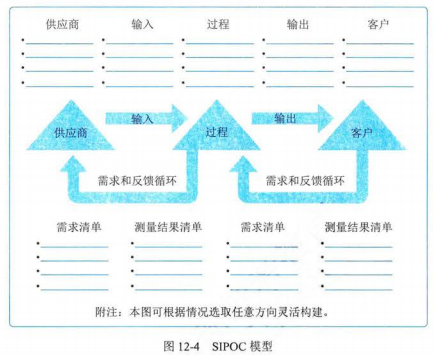 供应商 输入 过程 输出 客户
供应商 输入 过程 输出 客户
需求和反馈循环 需求和反馈循环
需求清单 测量结果清单 需求清单 测量结果清单
附注：本图可根据情况选取任意方向灵活构建。
图 12-4 SIPOC 模型